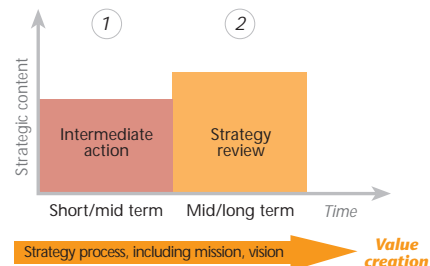 1
2
Strategic content
Intermediate
action
Strategy
review
Short/mid term
Mid/long term
Time
Strategy process, including mission, vision
Value
creation